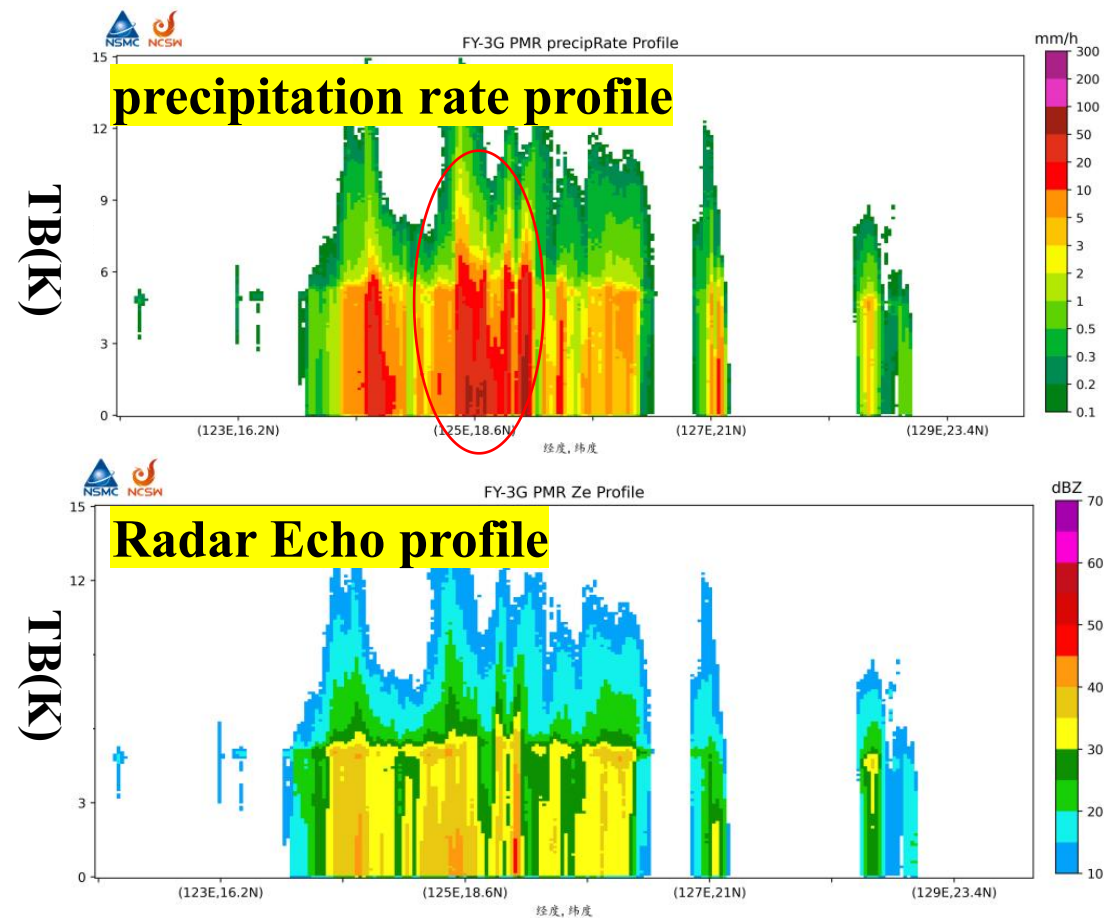 NSMC NCSW
FY-3G PMR precipRate Profile
mm/h
precipitation rate profile
TB(K)
15
12
9
6
3
0
300
200
100
50
20
10
5
3
2
1
0.5
0.3
0.2
0.1
(123E,16.2N) (125E,18.6N) (127E,21N) (129E,23.4N)
经度,纬度
NSMC NCSW
FY-3G PMR Ze Profile
dBZ
Radar Echo profile
TB(K)
15
12
3
0
70
60
50
40
30
20
10
(123E,16.2N) (125E,18.6N) (127E,21N) (129E,23.4N)
经度,纬度